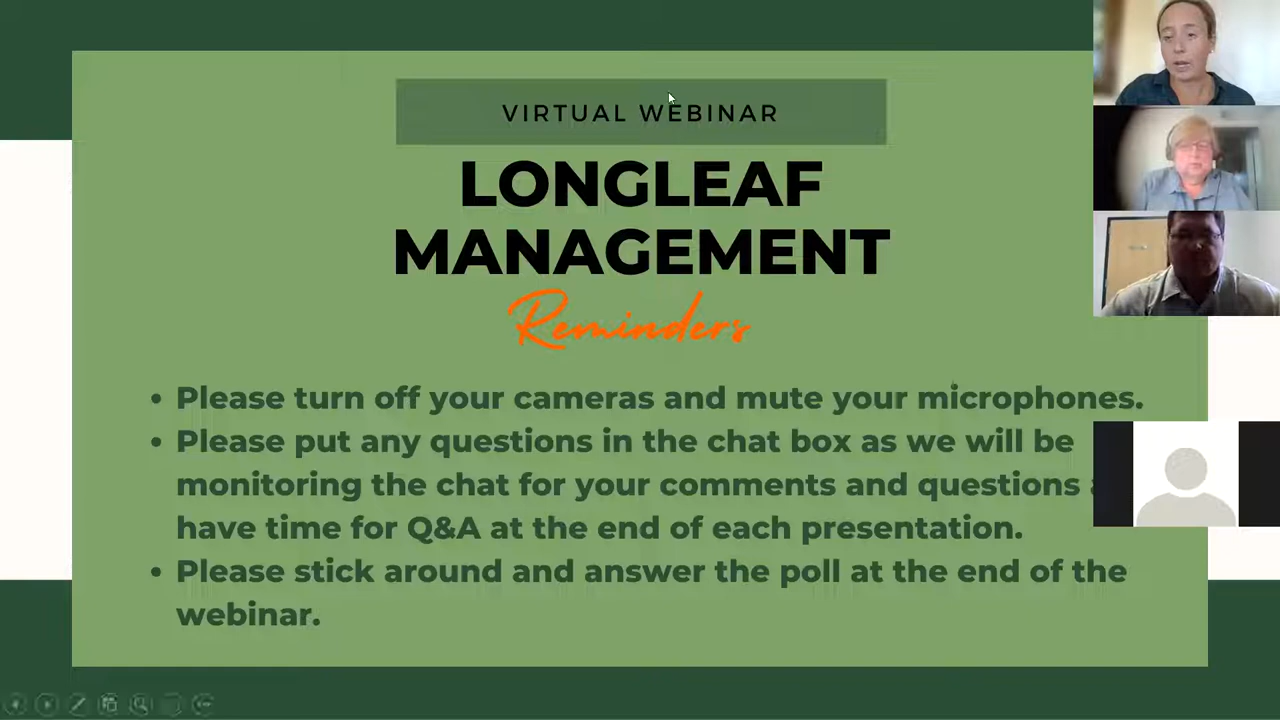 VIRTUAL WEBINAR
LONGLEAF
MANAGEMENT
Reminders
• Please turn off your cameras and mute your microphones.
• Please put any questions in the chat box as we will be
monitoring the chat for your comments and questions
have time for Q&A at the end of each presentation.
• Please stick around and answer the poll at the end of the
webinar.